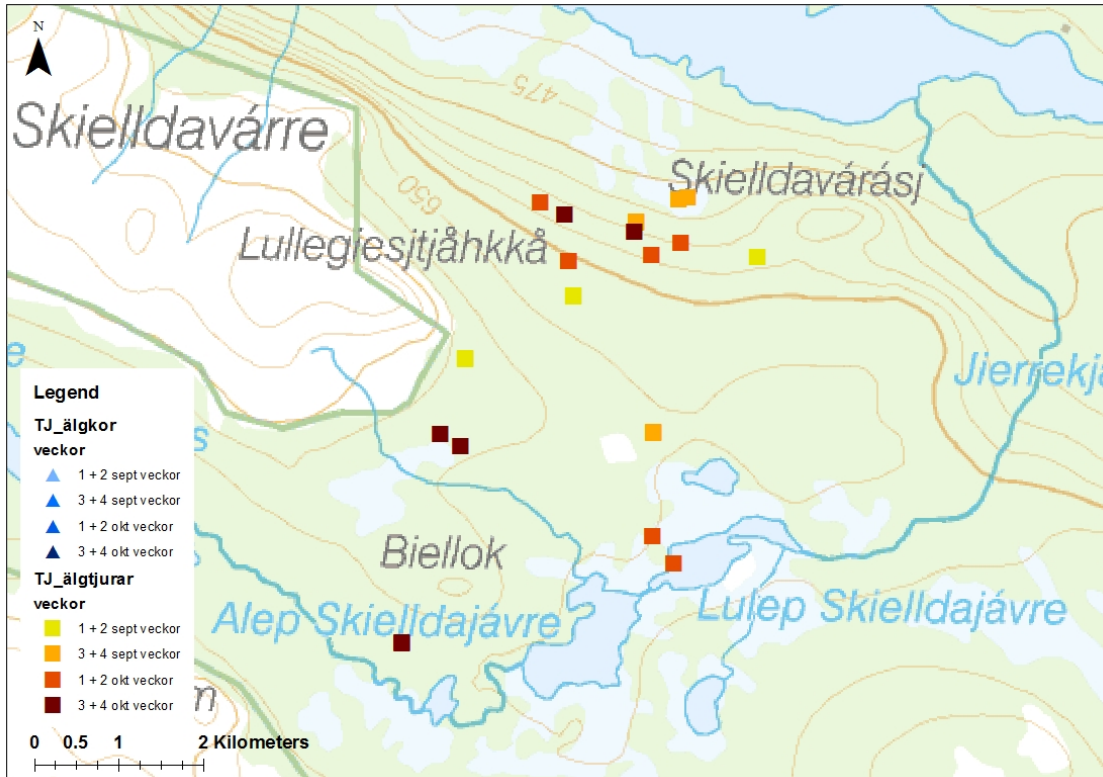 N
475
Skielldavárre
Skielldavárásj
650
Lullegiesjtjåhkkå
Jierrekjå
Legend
TJ_älgkor
veckor
1 + 2 sept veckor
3 + 4 sept veckor
1 + 2 okt veckor
3 + 4 okt veckor
TJ_älgtjurar
veckor
1 + 2 sept veckor
3 + 4 sept veckor
1 + 2 okt veckor
3 + 4 okt veckor
Biellok
Alep Skielldajávre
Lulep Skielldajávre
0 0.5 1 2 Kilometers